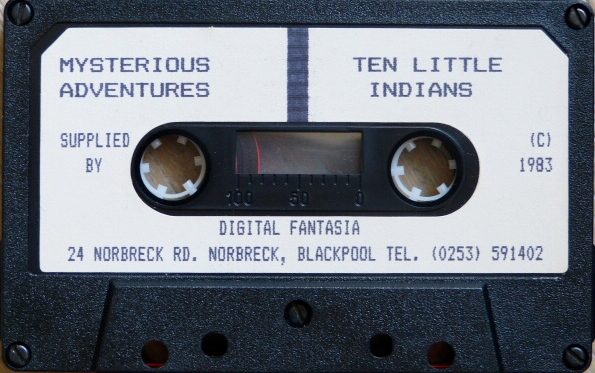 MYSTERIOUS
ADVENTURES
TEN LITTLE
INDIANS
SUPPLIED
BY
(C)
1983
100 50 0
DIGITAL FANTASIA
24 NORBRECK RD. NORBRECK, BLACKPOOL TEL. (0253) 591402